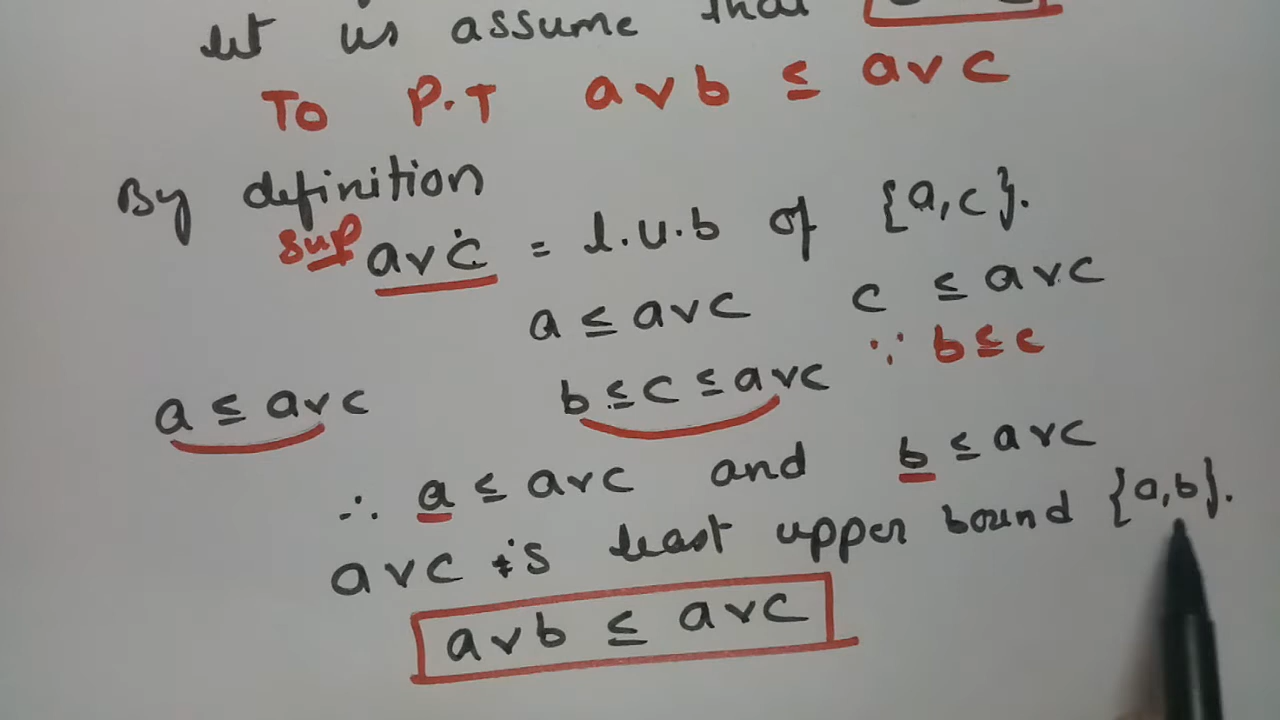 let us assume that
TO P.T a∨b ≤ a∨c
By definition
sup a∨c = l.u.b of {a,c}.
a ≤ a∨c c ≤ a∨c
∵ b≤c
a ≤ a∨c b ≤ c ≤ a∨c
∴ a ≤ a∨c and b ≤ a∨c
a∨c is least upper bound {a,b}.
a∨b ≤ a∨c